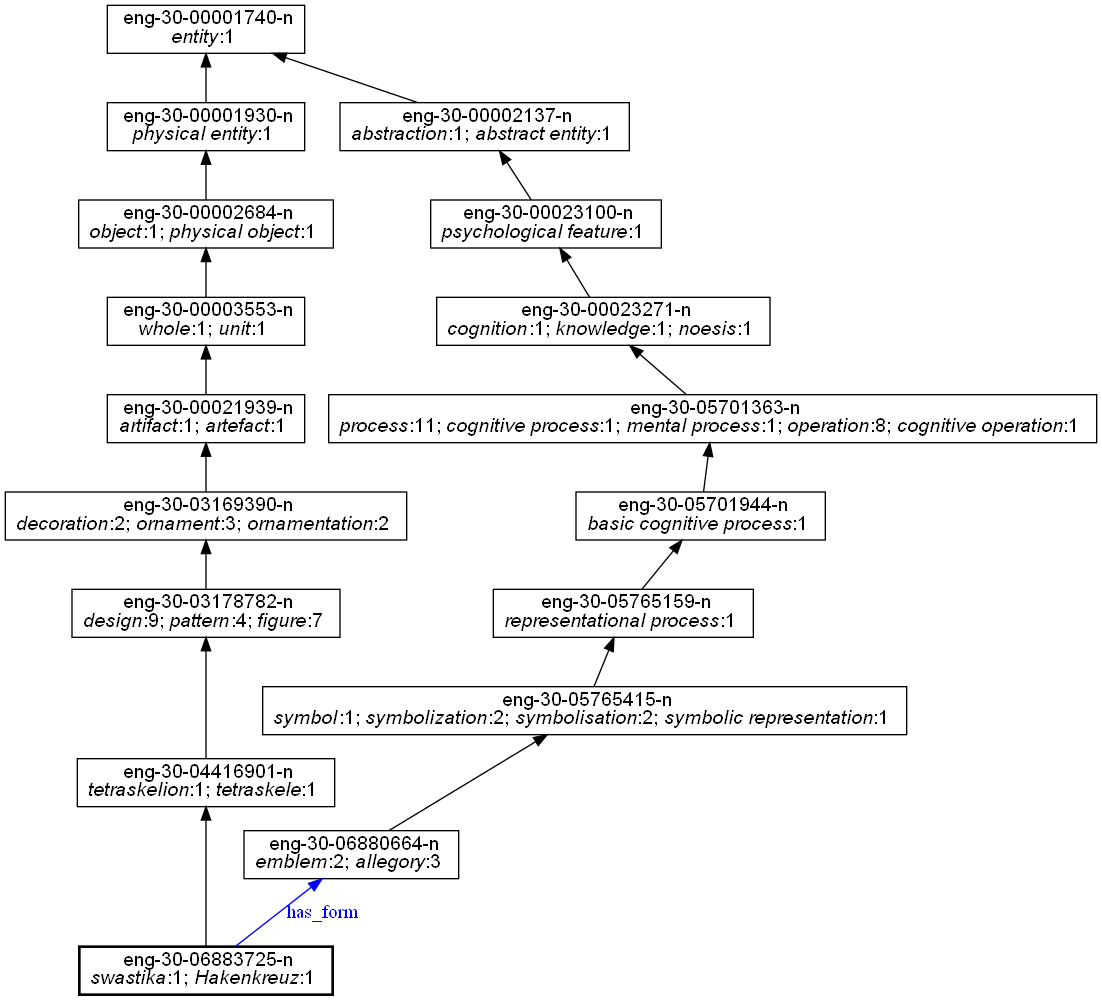 eng-30-00001740-n
entity:1
eng-30-00001930-n
physical entity:1
eng-30-00002137-n
abstraction:1; abstract entity:1
eng-30-00002684-n
object:1; physical object:1
eng-30-00023100-n
psychological feature:1
eng-30-00003553-n
whole:1; unit:1
eng-30-00023271-n
cognition:1; knowledge:1; noesis:1
eng-30-00021939-n
artifact:1; artefact:1
eng-30-05701363-n
process:11; cognitive process:1; mental process:1; operation:8; cognitive operation:1
eng-30-03169390-n
decoration:2; ornament:3; ornamentation:2
eng-30-05701944-n
basic cognitive process:1
eng-30-03178782-n
design:9; pattern:4; figure:7
eng-30-05765159-n
representational process:1
eng-30-05765415-n
symbol:1; symbolization:2; symbolisation:2; symbolic representation:1
eng-30-04416901-n
tetraskelion:1; tetraskele:1
eng-30-06880664-n
emblem:2; allegory:3
has_form
eng-30-06883725-n
swastika:1; Hakenkreuz:1